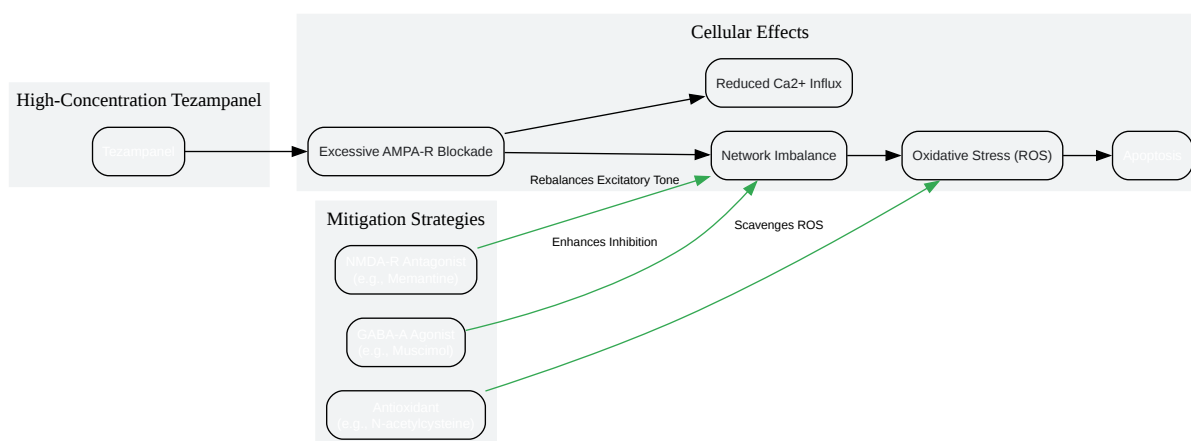 Cellular Effects
Reduced Ca2+ Influx
High-Concentration Tezampanel
Tezampanel
Excessive AMPA-R Blockade
Network Imbalance
Oxidative Stress (ROS)
Apoptosis
Rebalances Excitatory Tone
Mitigation Strategies
Scavenges ROS
Enhances Inhibition
NMDA-R Antagonist
(e.g., Memantine)
GABA-A Agonist
(e.g., Muscimol)
Antioxidant
(e.g., N-acetylcysteine)